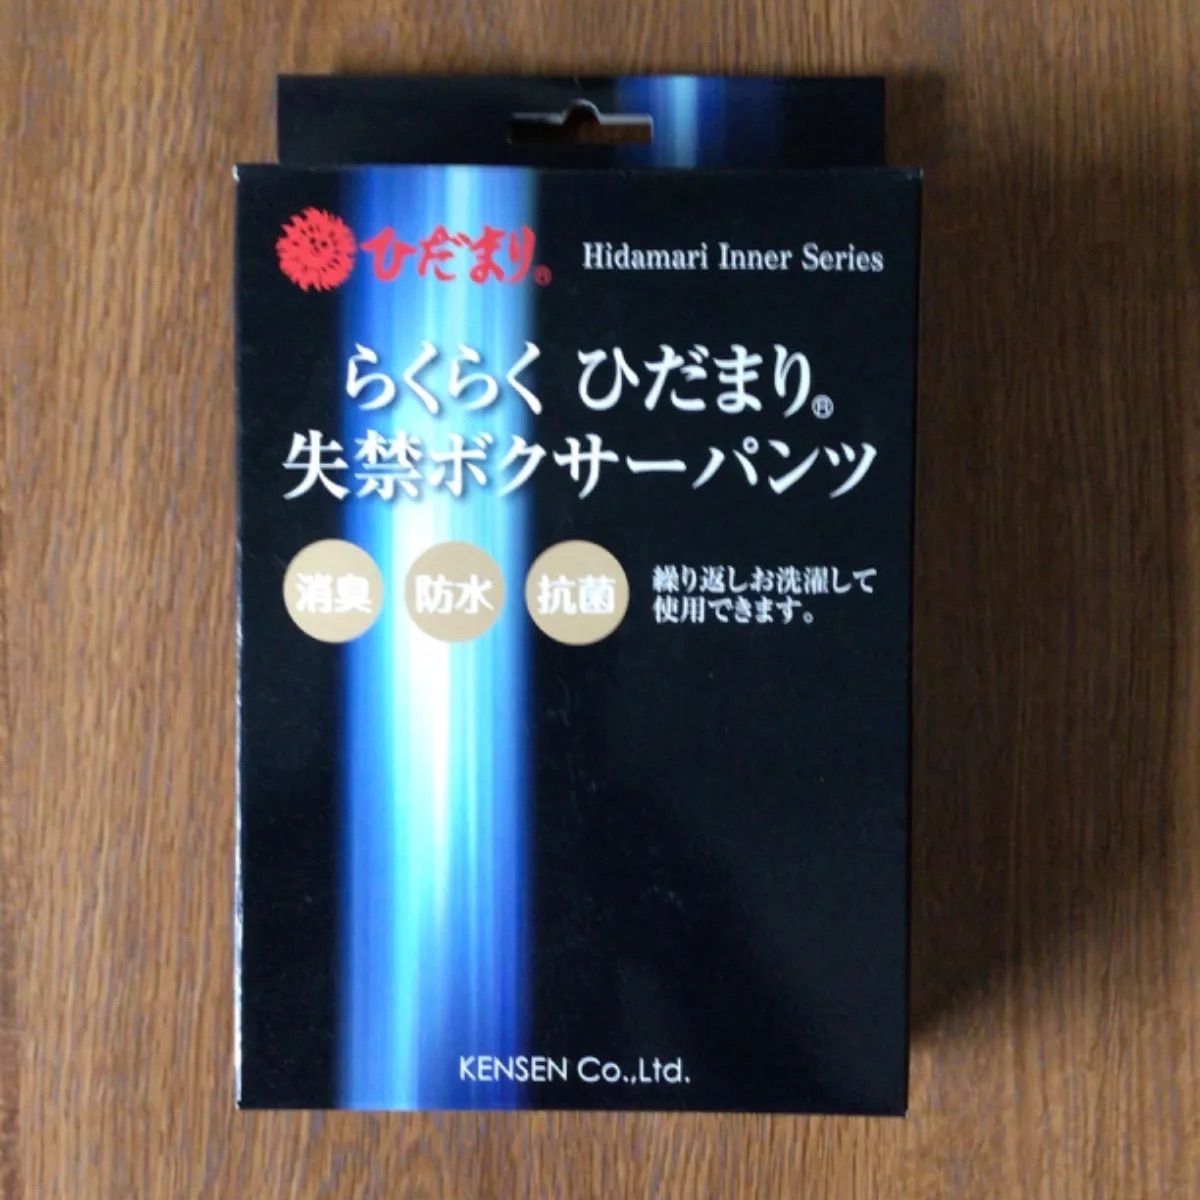 ひだまり®
Hidamari Inner Series
らくらく ひだまり®
失禁ボクサーパンツ
消臭
防水
抗菌
繰り返しお洗濯して
使用できます。
KENSEN Co.,Ltd.